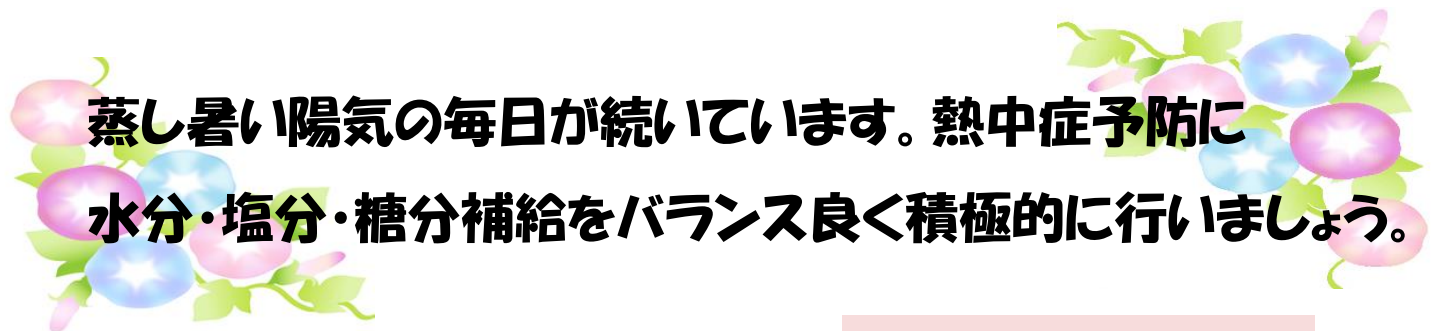 蒸し暑い陽気の毎日が続いています。熱中症予防に
水分・塩分・糖分補給をバランス良く積極的に行いましょう。